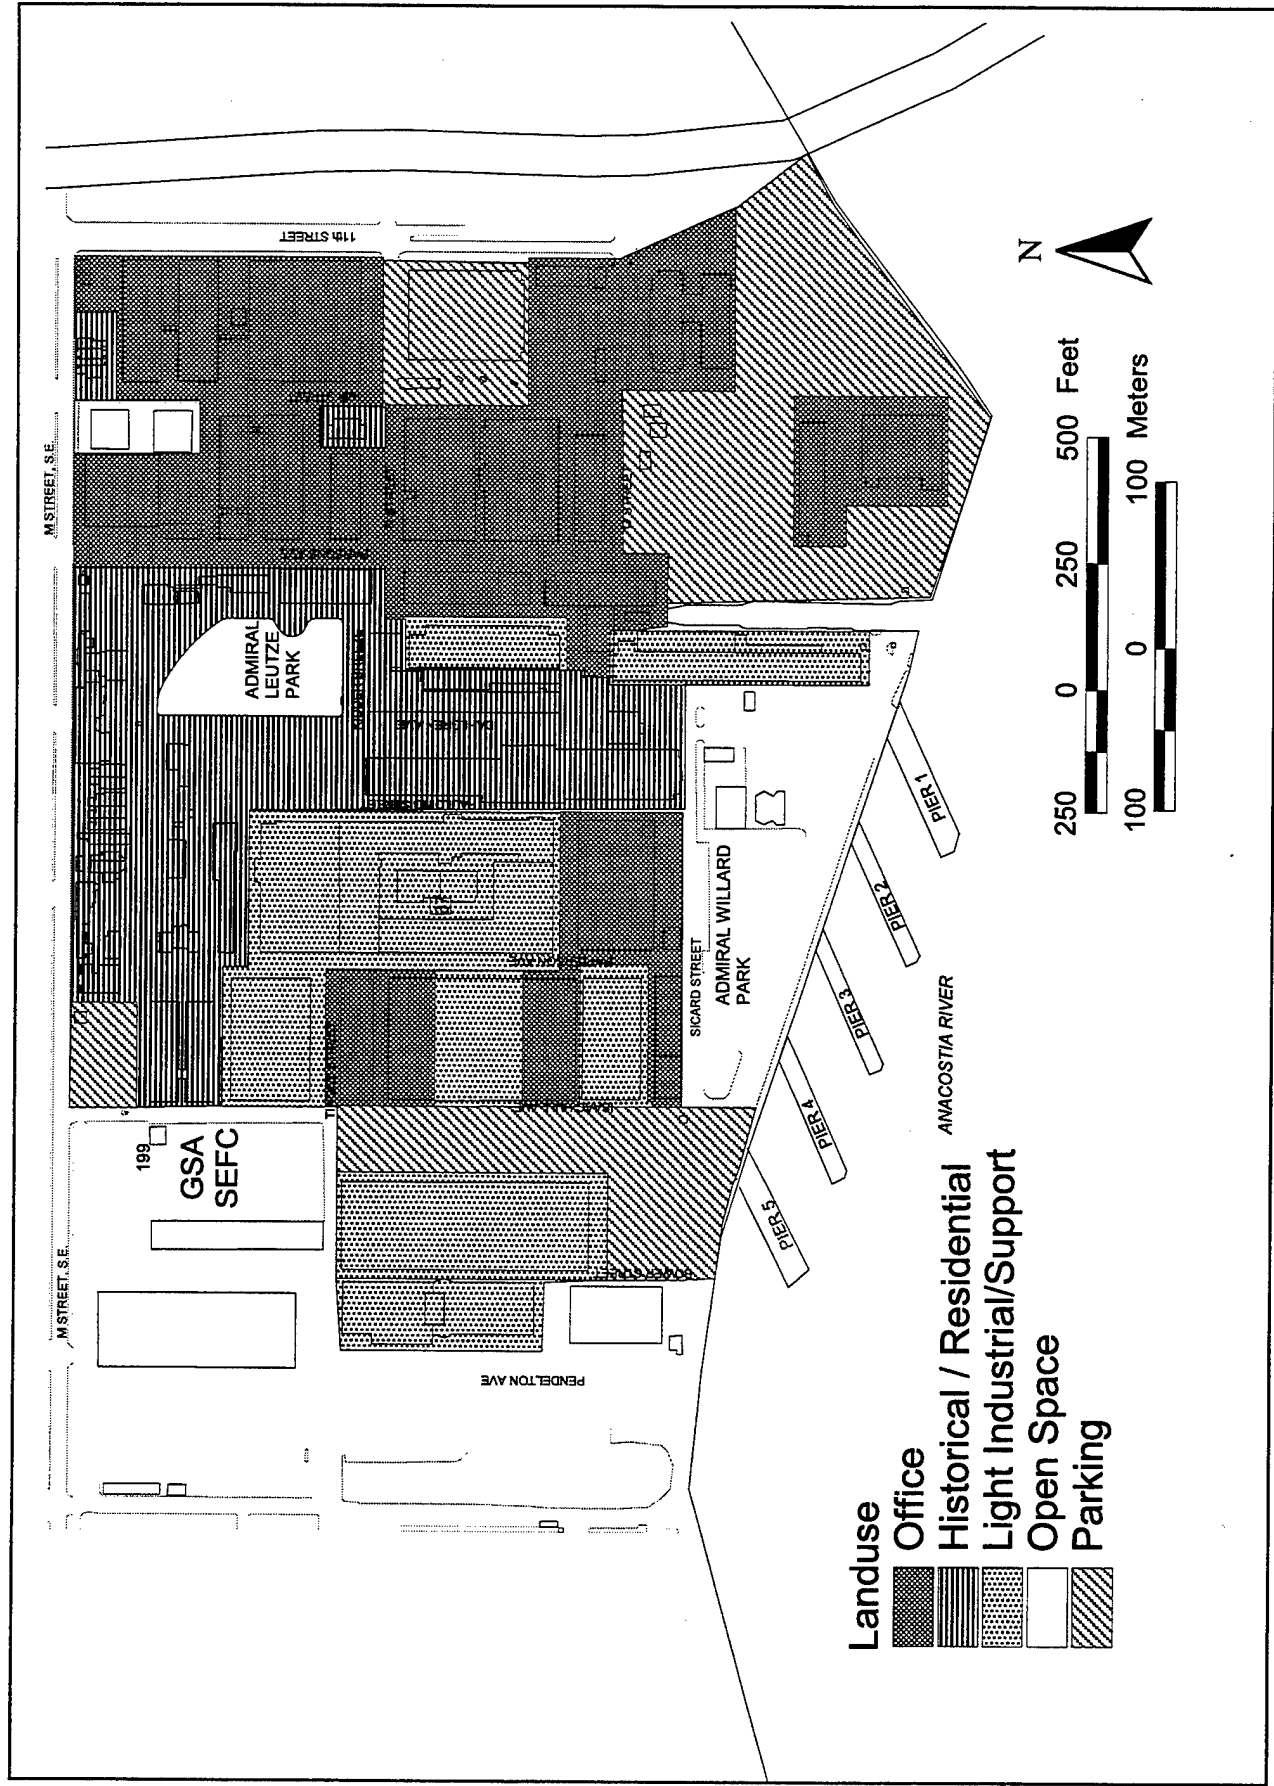 M STREET, S.E.
M STREET, S.E.
11th STREET
199
GSA
SEFC
ADMIRAL
LEUTZE
PARK
DAHLGREN AVE
SICARD STREET
ADMIRAL WILLARD
PARK
PENDELTON AVE
PIER 5
PIER 4
PIER 3
PIER 2
PIER 1
ANACOSTIA RIVER
N
250 0 250 500 Feet
100 0 100 Meters
Landuse
Office
Historical / Residential
Light Industrial/Support
Open Space
Parking